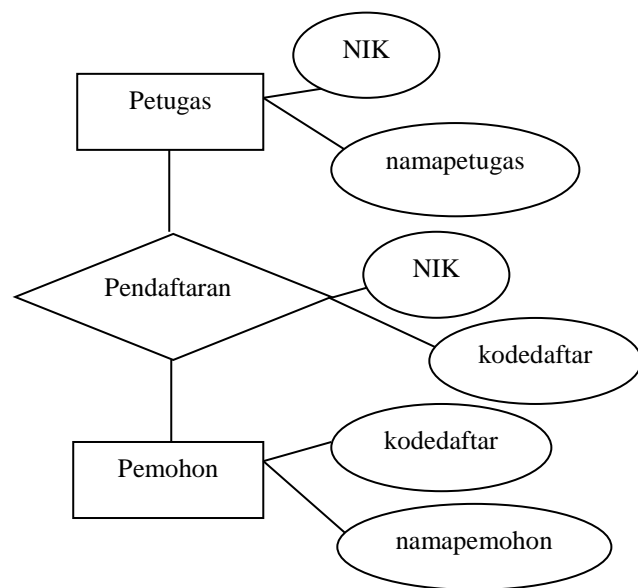 NIK
Petugas
namapetugas
NIK
Pendaftaran
kodedaftar
kodedaftar
Pemohon
namapemohon